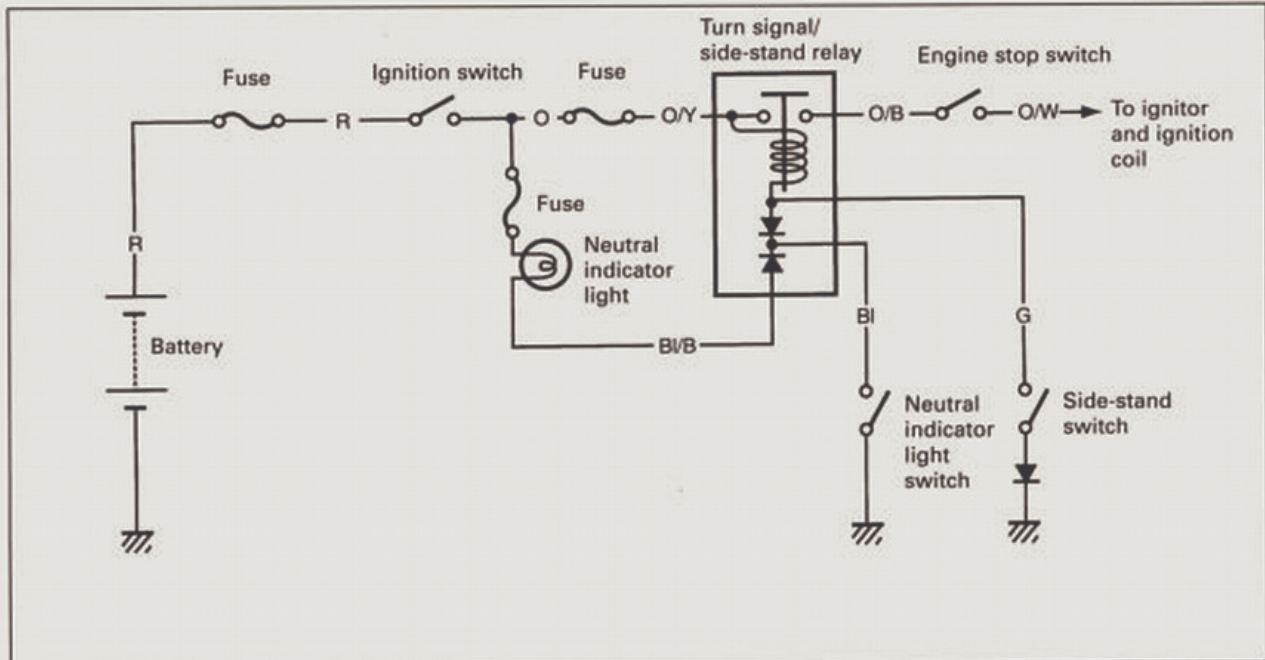 Turn signal/
side-stand relay
Fuse
Ignition switch
Fuse
Engine stop switch
R
O
O/Y
O/B
O/W
To ignitor
and ignition
coil
Fuse
R
Neutral
indicator
light
Battery
Bl/B
Bl
G
Neutral
indicator
light
switch
Side-stand
switch